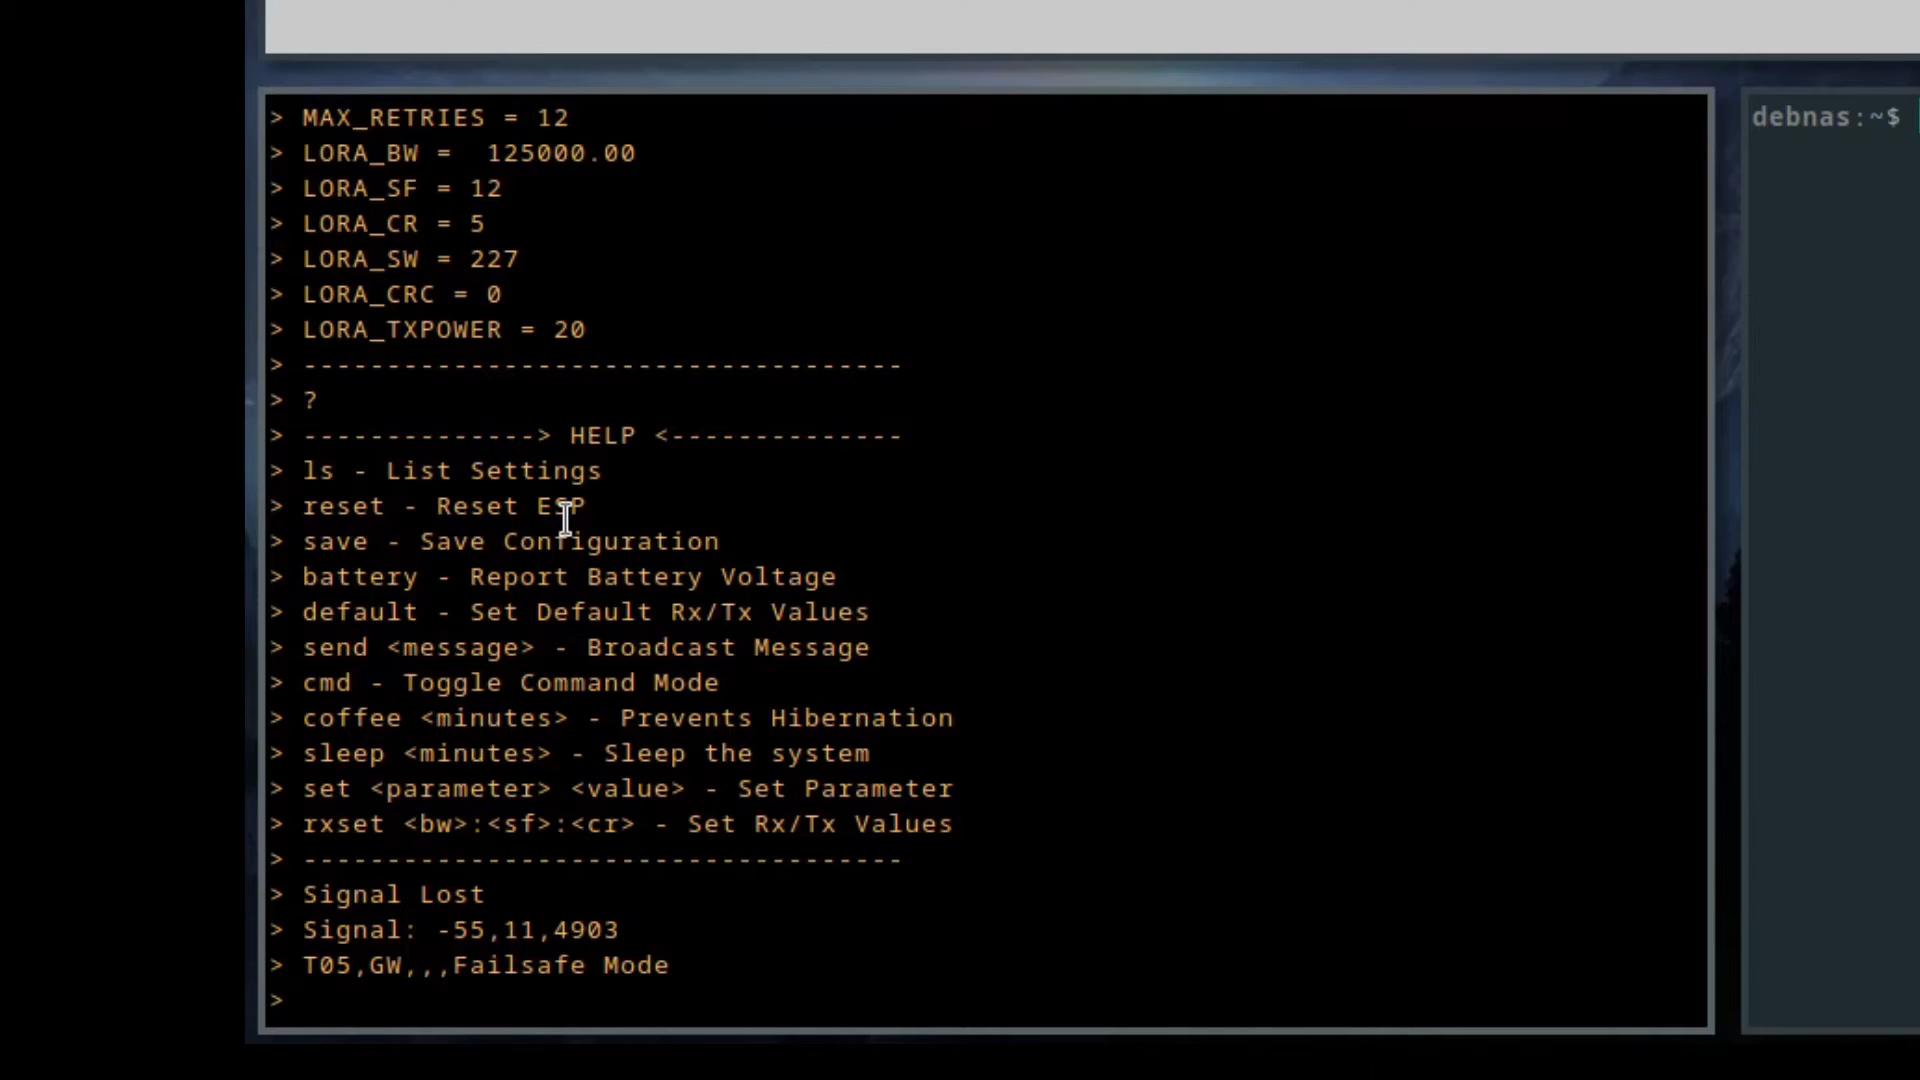 > MAX_RETRIES = 12
> LORA_BW =  125000.00
> LORA_SF = 12
> LORA_CR = 5
> LORA_SW = 227
> LORA_CRC = 0
> LORA_TXPOWER = 20
> ------------------------------------
> ?
> --------------> HELP <--------------
> ls - List Settings
> reset - Reset ESP
> save - Save Configuration
> battery - Report Battery Voltage
> default - Set Default Rx/Tx Values
> send <message> - Broadcast Message
> cmd - Toggle Command Mode
> coffee <minutes> - Prevents Hibernation
> sleep <minutes> - Sleep the system
> set <parameter> <value> - Set Parameter
> rxset <bw>:<sf>:<cr> - Set Rx/Tx Values
> ------------------------------------
> Signal Lost
> Signal: -55,11,4903
> T05,GW,,,Failsafe Mode
>
debnas:~$